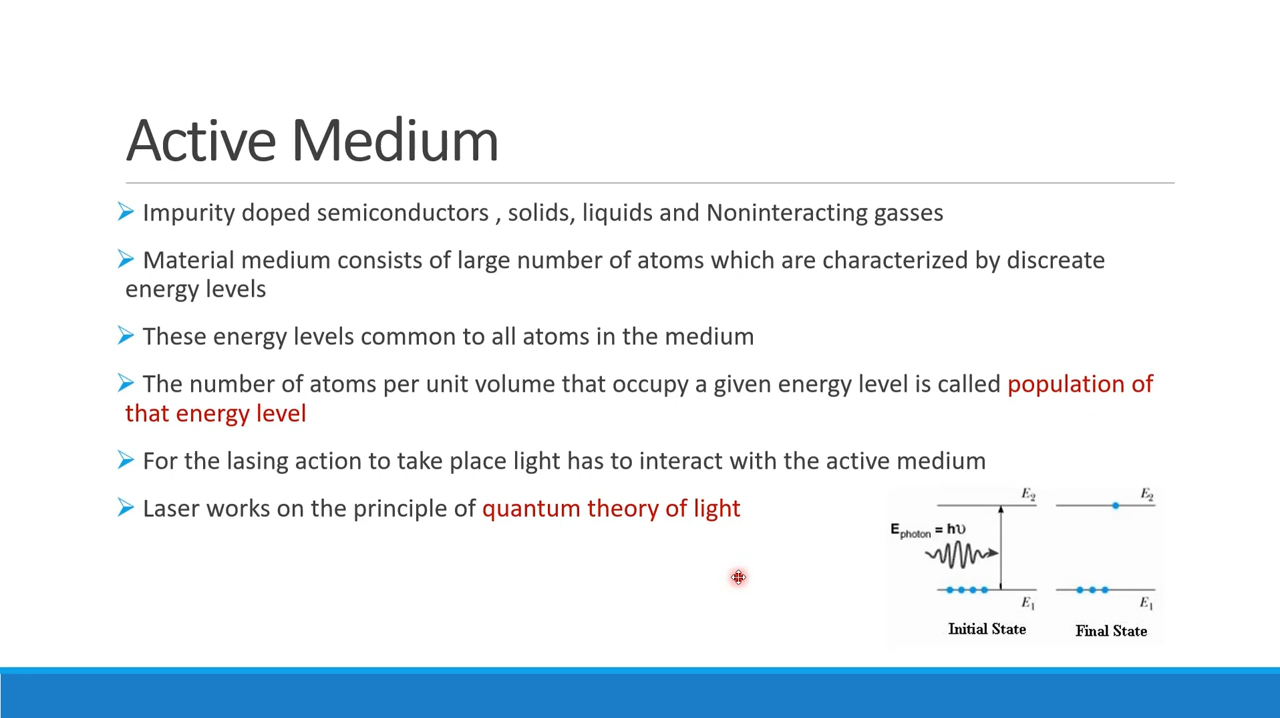 Active Medium
Impurity doped semiconductors , solids, liquids and Noninteracting gasses
Material medium consists of large number of atoms which are characterized by discreate
energy levels
These energy levels common to all atoms in the medium
The number of atoms per unit volume that occupy a given energy level is called population of
that energy level
For the lasing action to take place light has to interact with the active medium
Laser works on the principle of quantum theory of light
E₂ E₂
Ephoton = hυ
E₁ E₁
Initial State Final State